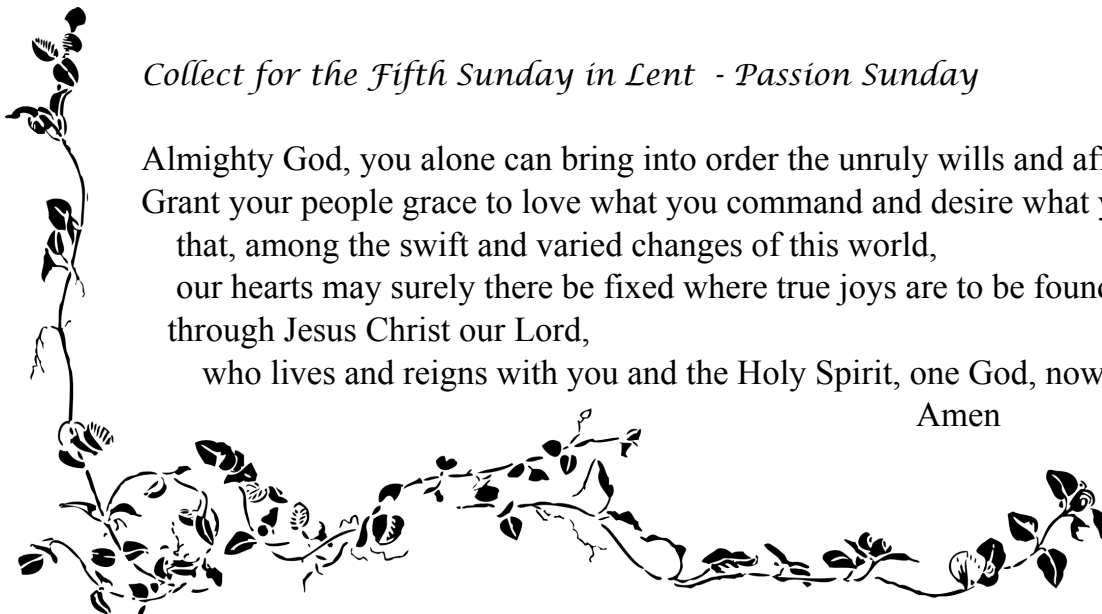 Collect for the Fifth Sunday in Lent - Passion Sunday
Almighty God, you alone can bring into order the unruly wills and
Grant your people grace to love what you command and desire what
that, among the swift and varied changes of this world,
our hearts may surely there be fixed where true joys are to be
through Jesus Christ our Lord,
who lives and reigns with you and the Holy Spirit, one God, now
Amen